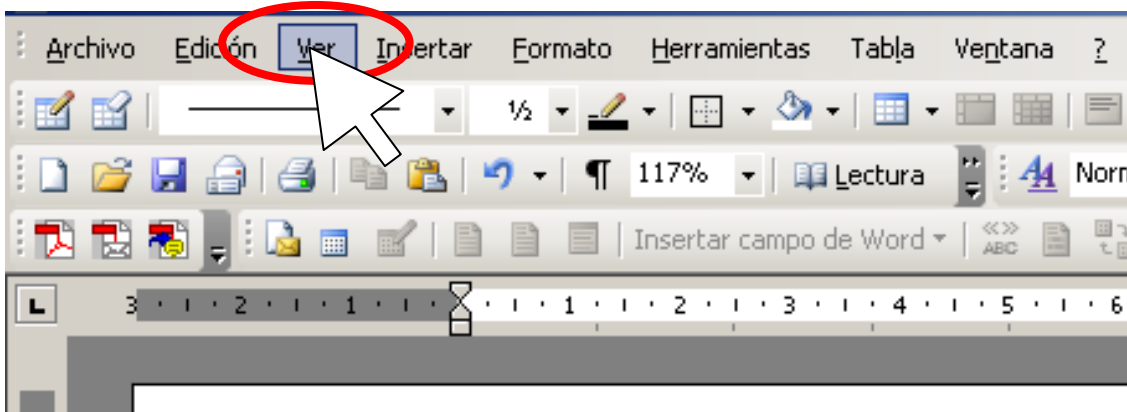 Archivo Edición Ver Insertar Formato Herramientas Tabla Ventana ?
½
117% Lectura
Insertar campo de Word «» ABC
L 3 2 1 1 2 3 4 5 6